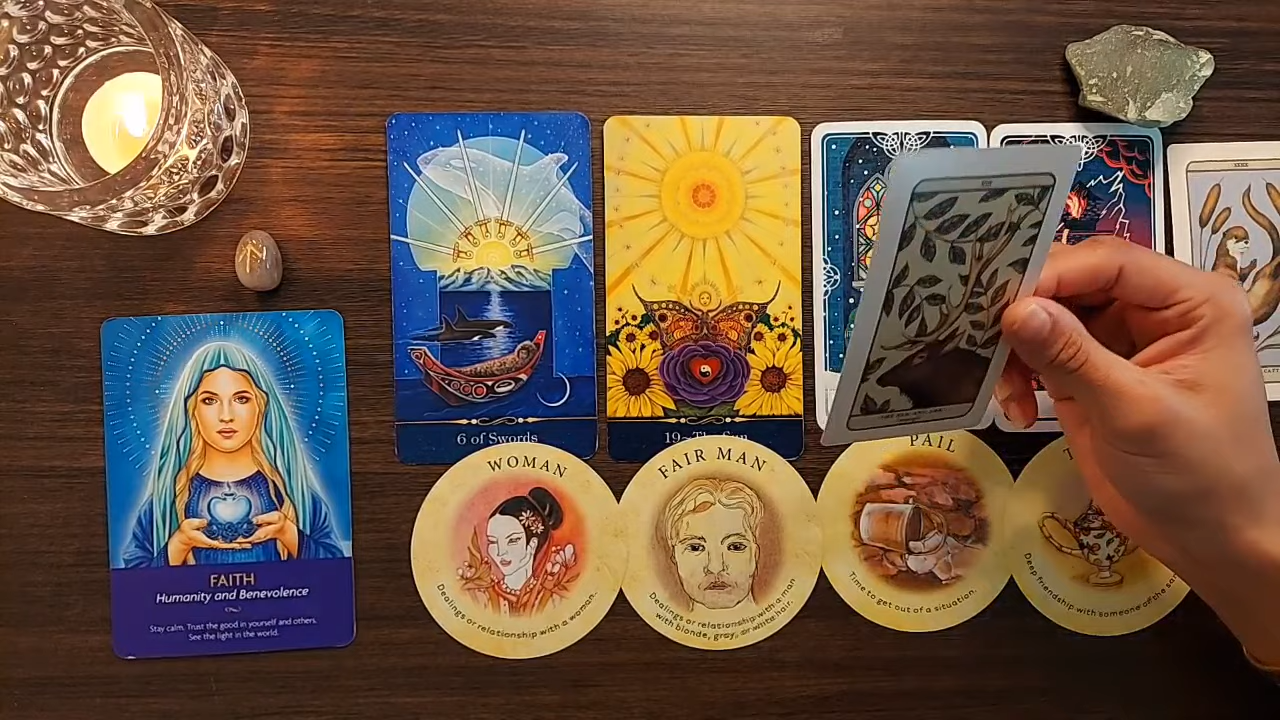 6 of Swords
19~The Sun
WOMAN
Dealings or relationship with a woman.
FAIR MAN
Dealings or relationship with a man
with blonde, gray, or white hair.
PAIL
Time to get out of a situation.
Deep friendship with someone of the
FAITH
Humanity and Benevolence
Stay calm. Trust the good in yourself and others.
See the light in the world.